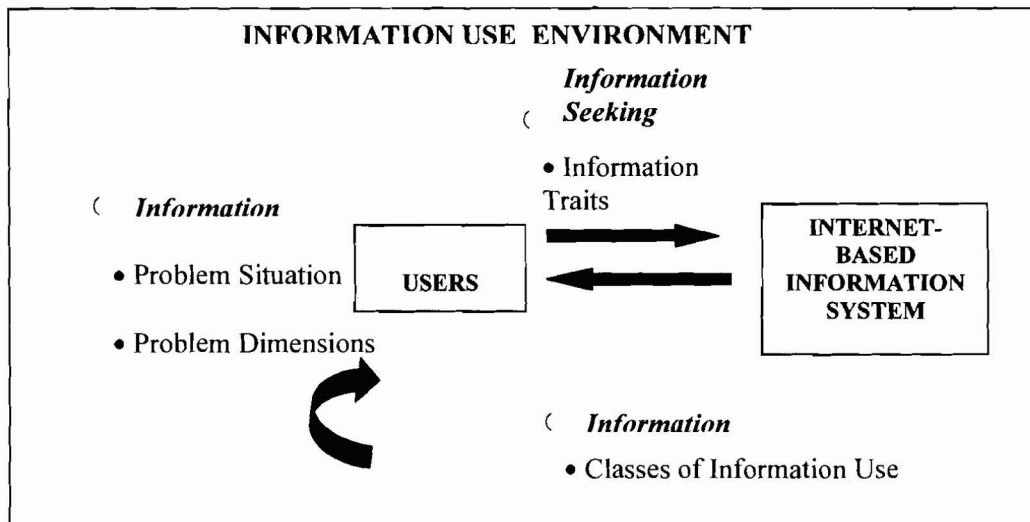 INFORMATION USE ENVIRONMENT
Information
Seeking
(
• Information
Traits
( Information
• Problem Situation
• Problem Dimensions
USERS
INTERNET-
BASED
INFORMATION
SYSTEM
( Information
• Classes of Information Use